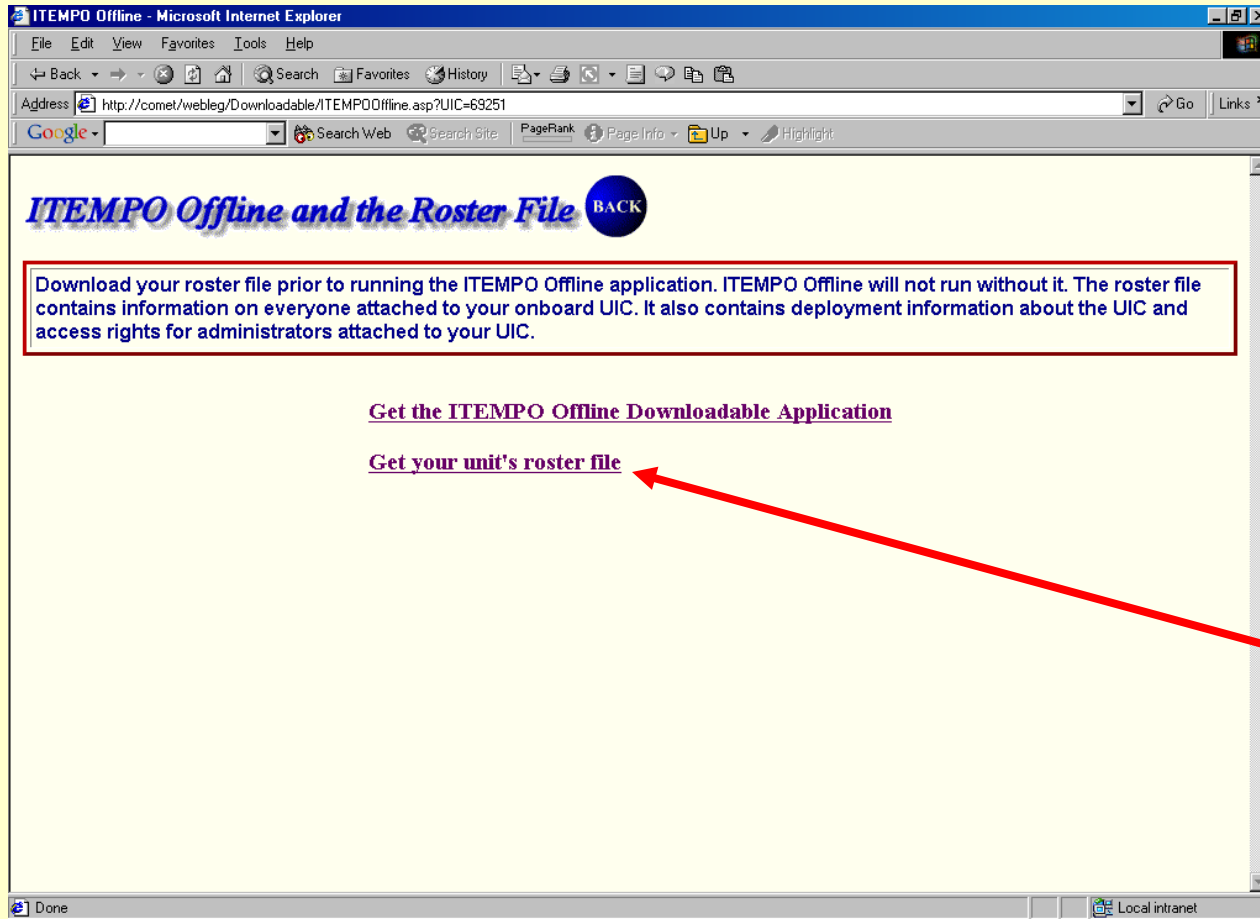 ITEMPO Offline - Microsoft Internet Explorer
File Edit View Favorites Tools Help
Back Search Favorites History
Address http://comet/webleg/Downloadable/ITEMPOOffline.asp?UIC=69251 Go Links
Google Search Web Search Site PageRank Page Info Up Highlight
ITEMPO Offline and the Roster File BACK
Download your roster file prior to running the ITEMPO Offline application. ITEMPO Offline will not run without it. The roster file
contains information on everyone attached to your onboard UIC. It also contains deployment information about the UIC and
access rights for administrators attached to your UIC.
Get the ITEMPO Offline Downloadable Application
Get your unit's roster file
Done Local intranet